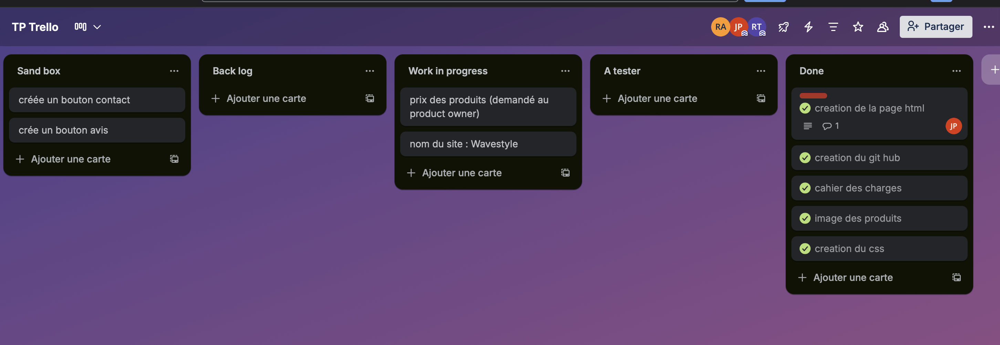 TP Trello
RA JP RT
Partager
Sand box
créée un bouton contact
crée un bouton avis
Ajouter une carte
Back log
Ajouter une carte
Work in progress
prix des produits (demandé au
product owner)
nom du site : Wavestyle
Ajouter une carte
A tester
Ajouter une carte
Done
creation de la page html
1
JP
creation du git hub
cahier des charges
image des produits
creation du css
Ajouter une carte